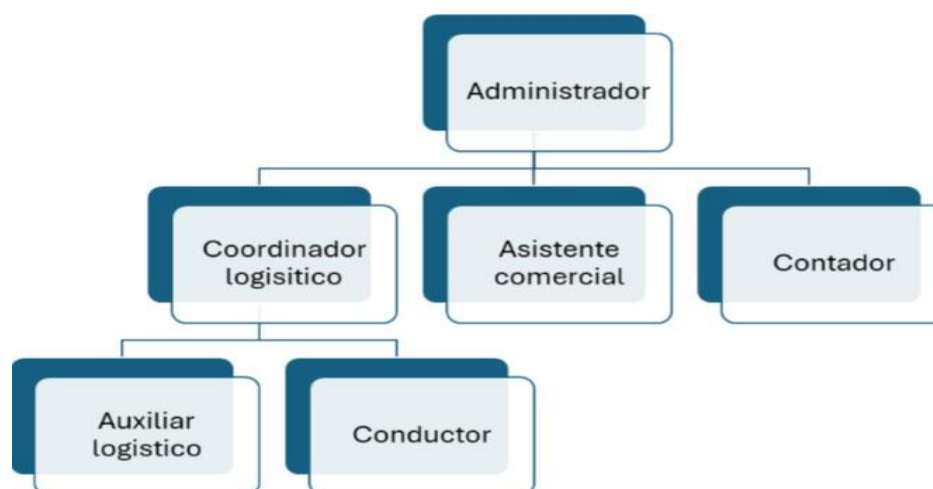 Administrador
Coordinador
logisitico
Asistente
comercial
Contador
Auxiliar
logistico
Conductor